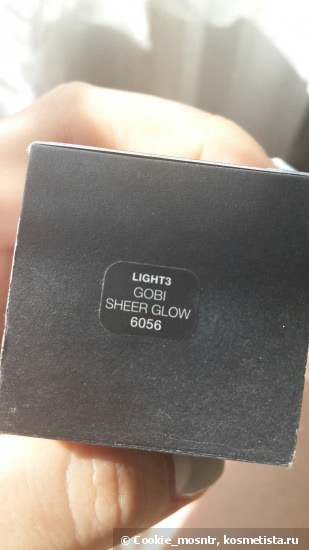 LIGHT3
GOBI
SHEER GLOW
6056
© Cookie_mosntr, kosmetista.ru